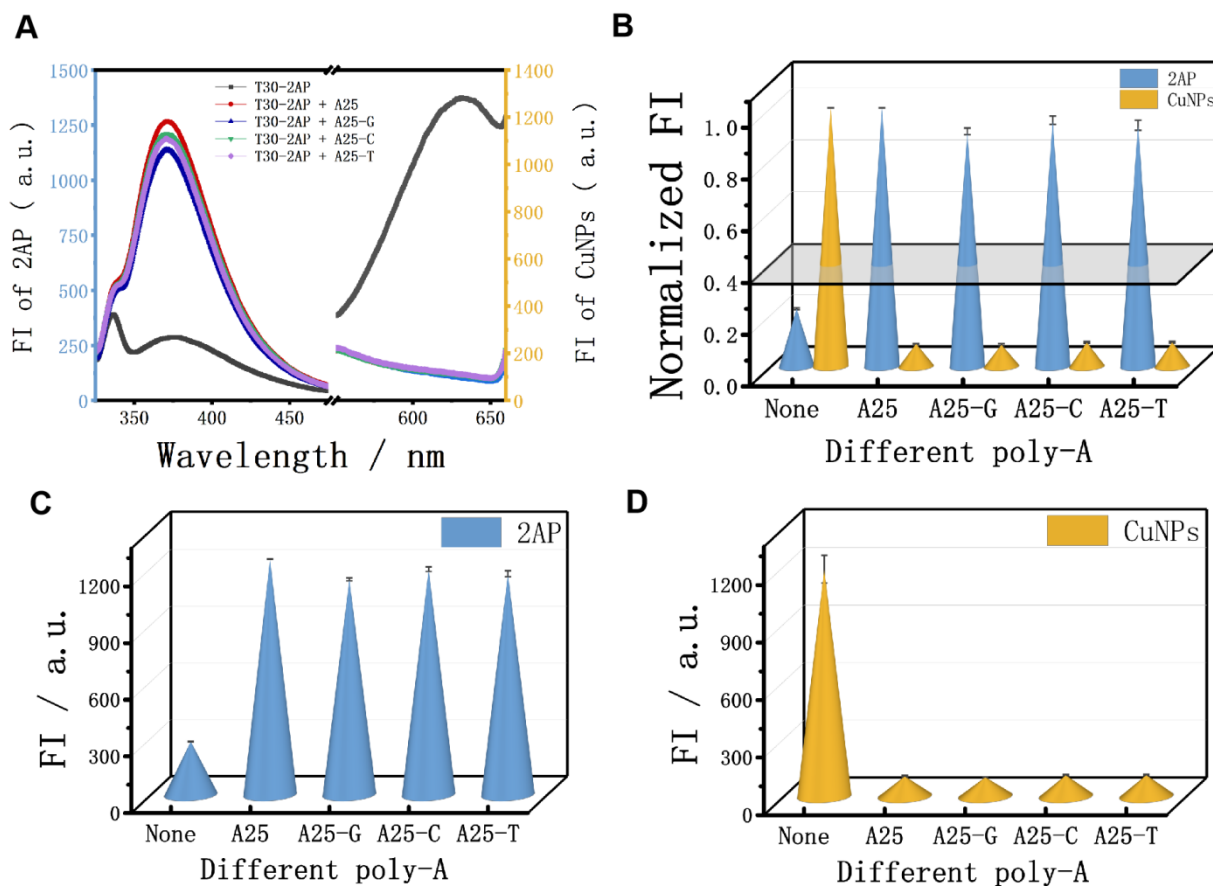 A
FI of 2AP ( a.u. )
1500
1250
1000
750
500
250
0
T30-2AP
T30-2AP + A25
T30-2AP + A25-G
T30-2AP + A25-C
T30-2AP + A25-T
1400
1200
1000
800
600
400
200
0
FI of CuNPs ( a.u. )
350 400 450 600 650
Wavelength / nm
B
2AP
CuNPs
Normalized FI
1.0
0.8
0.6
0.4
0.2
0.0
None A25 A25-G A25-C A25-T
Different poly-A
C
2AP
FI / a.u.
1200
900
600
300
0
None A25 A25-G A25-C A25-T
Different poly-A
D
CuNPs
FI / a.u.
1200
900
600
300
0
None A25 A25-G A25-C A25-T
Different poly-A